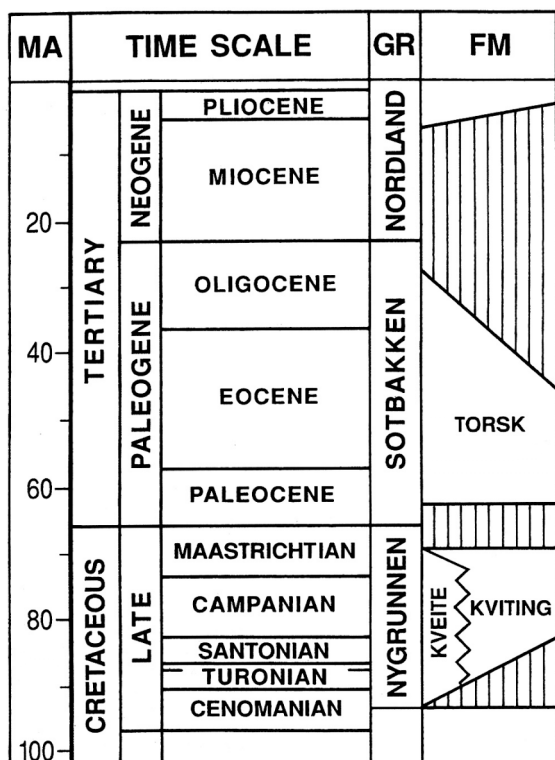 MA TIME SCALE GR FM
PLIOCENE
MIOCENE
NEOGENE
NORDLAND
20
OLIGOCENE
TERTIARY
40
EOCENE
PALEOGENE
SOTBAKKEN
TORSK
60
PALEOCENE
MAASTRICHTIAN
CAMPANIAN
KVEITE
KVITING
80
LATE
SANTONIAN
NYGRUNNEN
TURONIAN
CRETACEOUS
CENOMANIAN
100